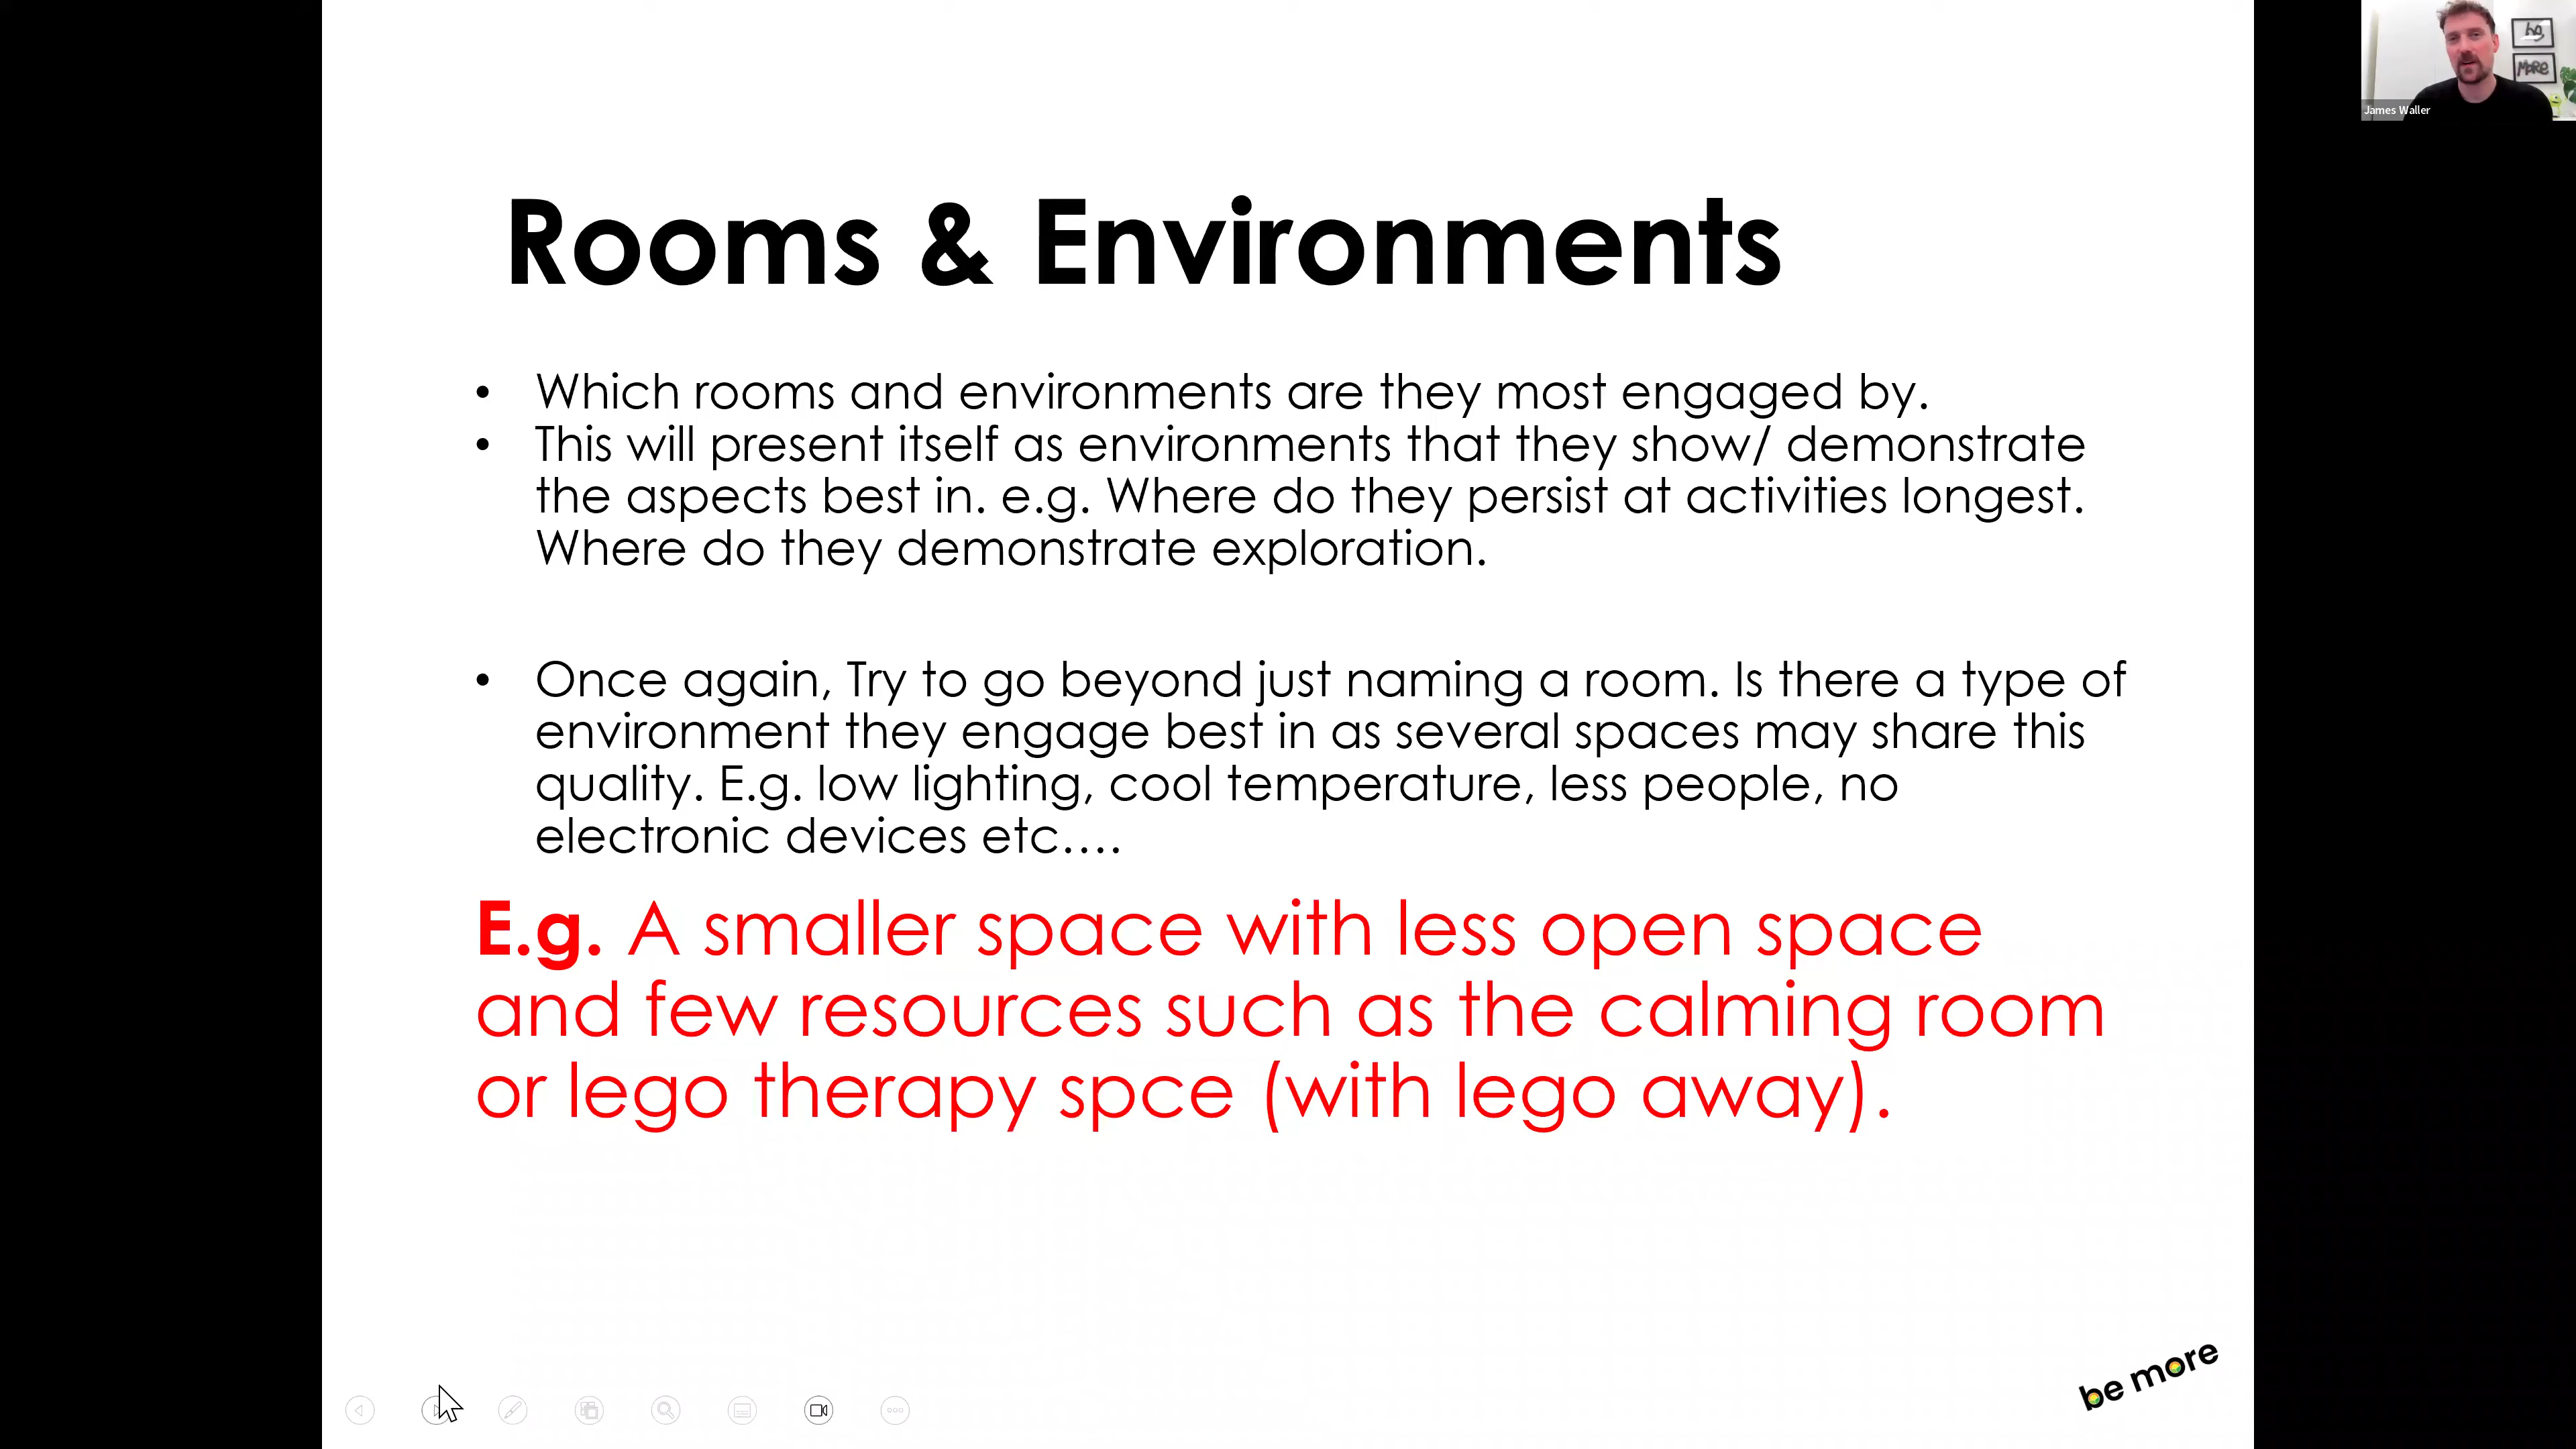 Rooms & Environments
• Which rooms and environments are they most engaged by.
• This will present itself as environments that they show/ demonstrate
the aspects best in. e.g. Where do they persist at activities longest.
Where do they demonstrate exploration.
• Once again, Try to go beyond just naming a room. Is there a type of
environment they engage best in as several spaces may share this
quality. E.g. low lighting, cool temperature, less people, no
electronic devices etc....
E.g. A smaller space with less open space
and few resources such as the calming room
or lego therapy spce (with lego away).
be more
be
MORE
James Waller